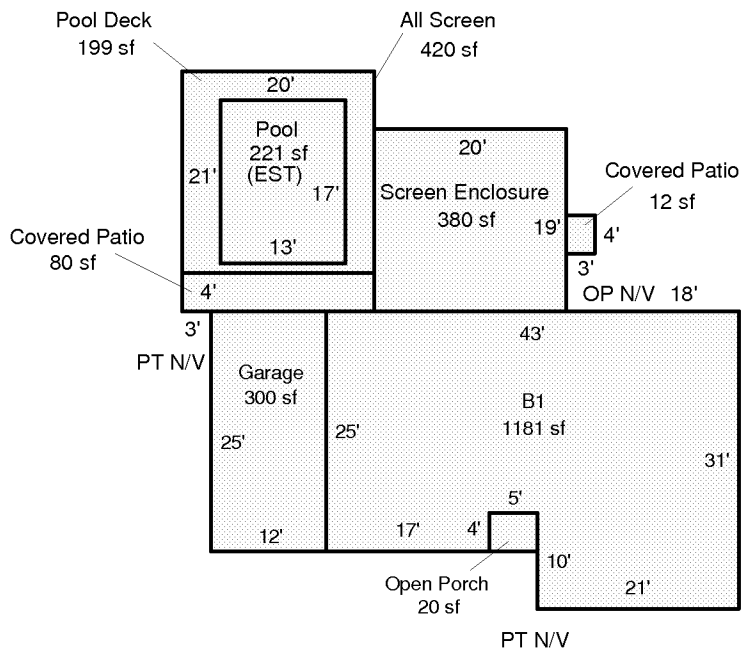 Pool Deck
199 sf
All Screen
420 sf
20'
Pool
221 sf
(EST)
21'
17'
13'
20'
Screen Enclosure
380 sf
19'
Covered Patio
12 sf
4'
3'
Covered Patio
80 sf
4'
OP N/V 18'
3'
PT N/V
43'
Garage
300 sf
B1
1181 sf
25'
25'
31'
12'
17'
5'
4'
10'
Open Porch
20 sf
21'
PT N/V